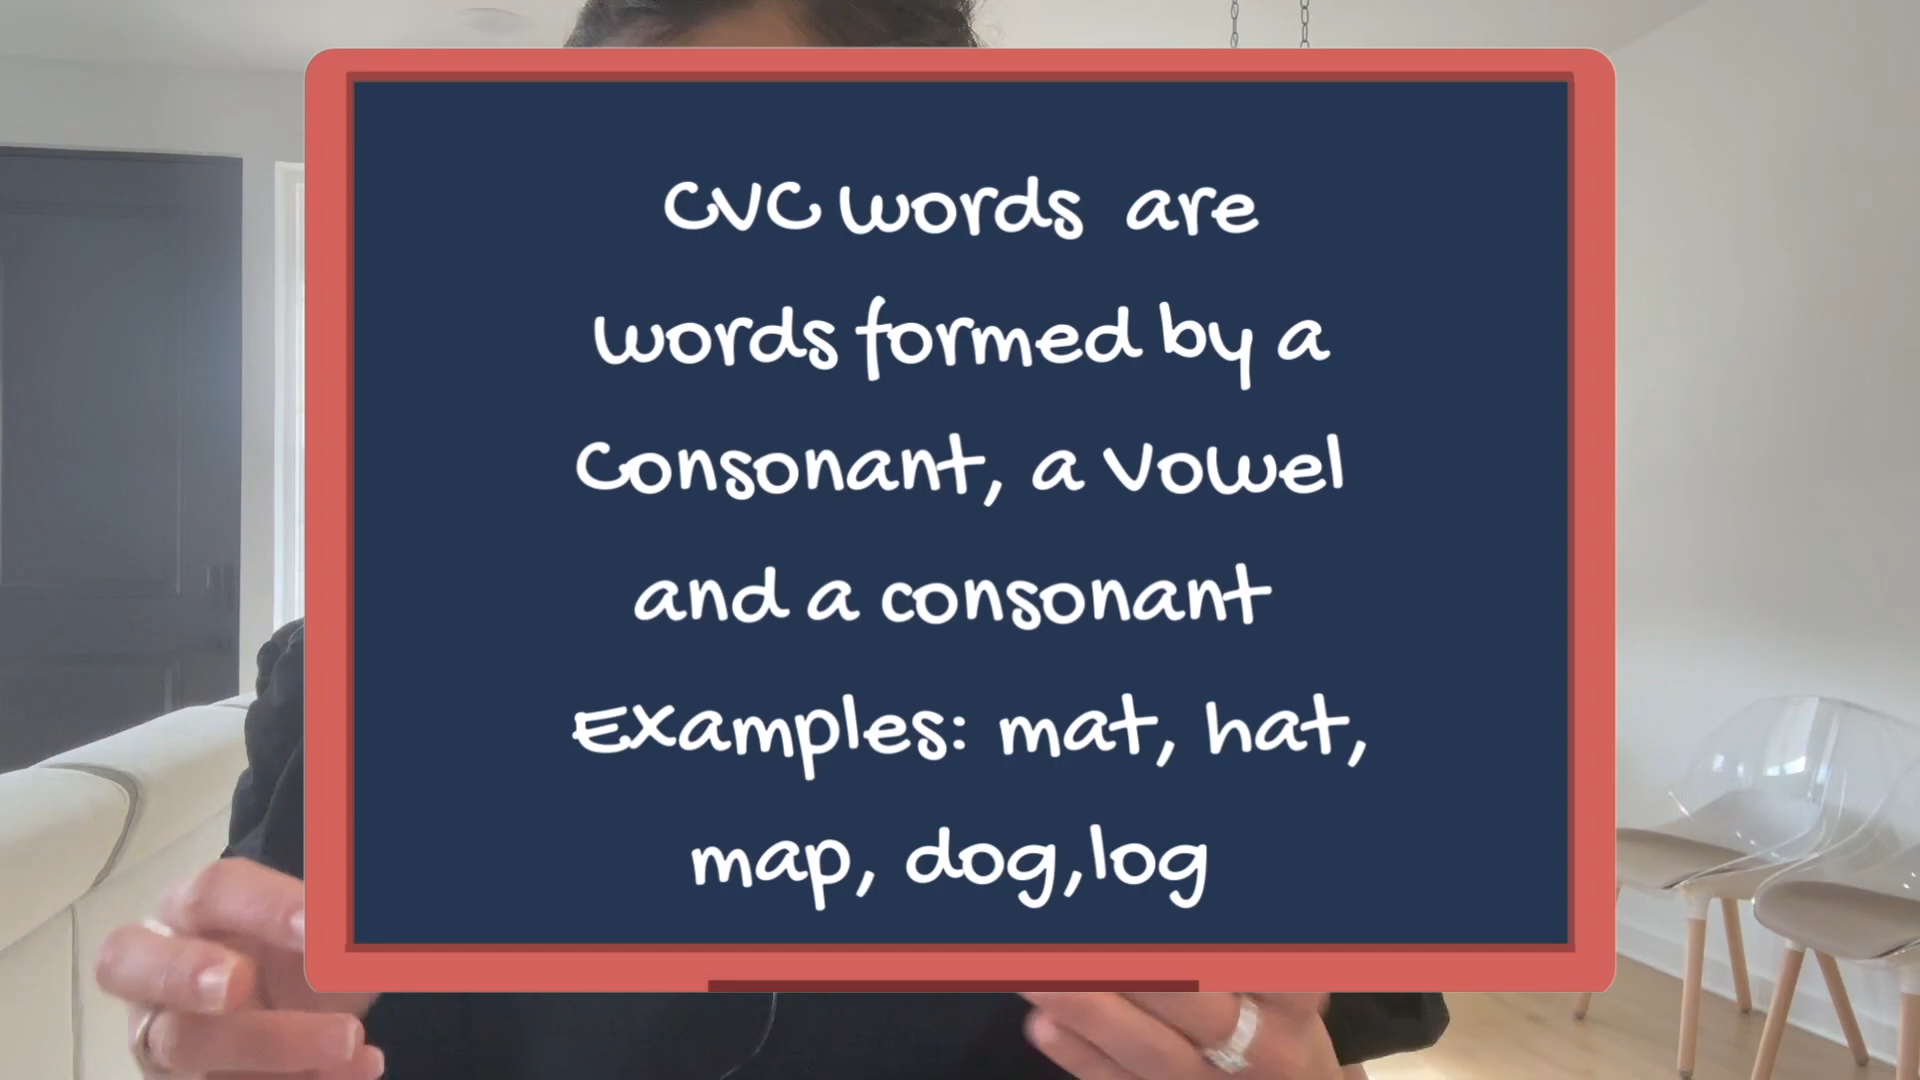 CVC words are
words formed by a
Consonant, a Vowel
and a consonant
Examples: mat, hat,
map, dog,log